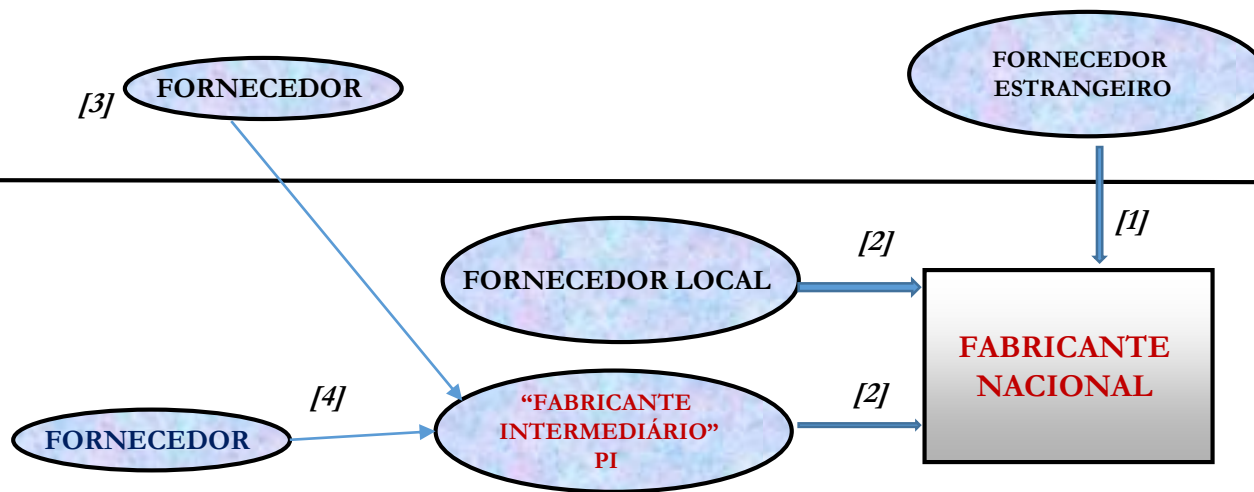 FORNECEDOR
ESTRANGEIRO
FORNECEDOR
[3]
[1]
[2]
FORNECEDOR LOCAL
FABRICANTE
NACIONAL
[4]
"FABRICANTE
INTERMEDIÁRIO"
PI
[2]
FORNECEDOR